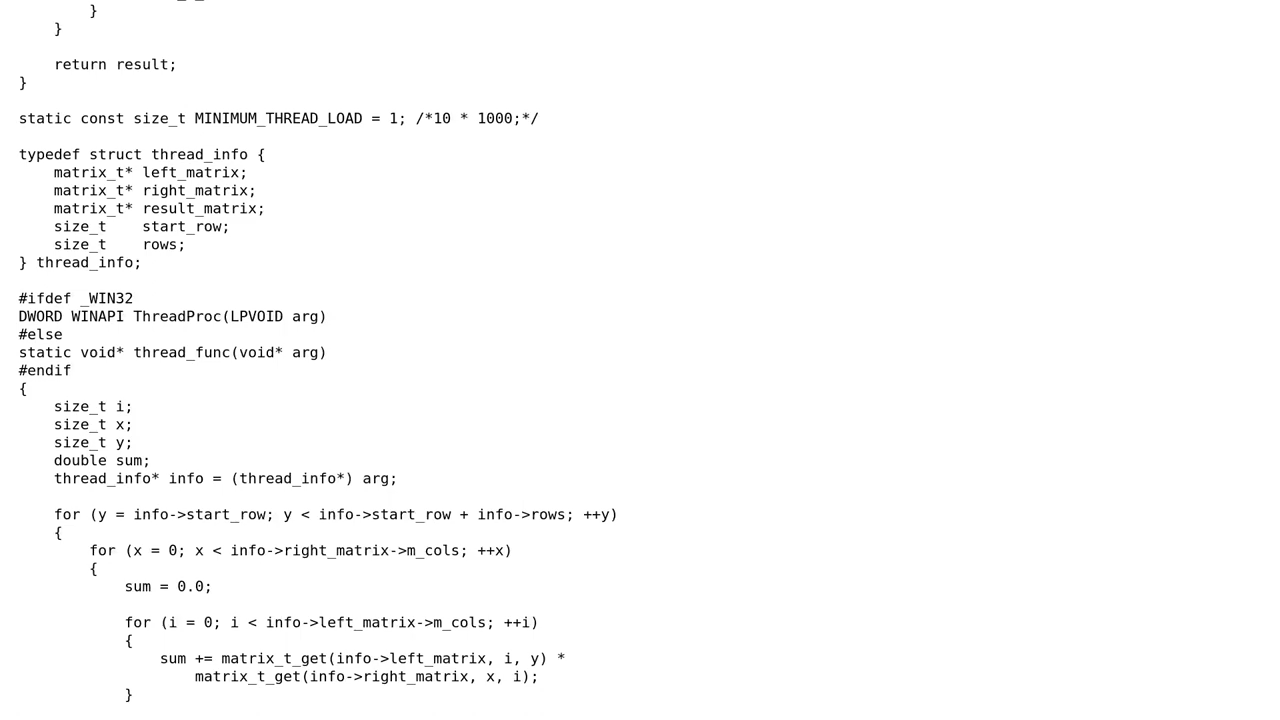 }
    }

    return result;
}

static const size_t MINIMUM_THREAD_LOAD = 1; /*10 * 1000;*/

typedef struct thread_info {
    matrix_t* left_matrix;
    matrix_t* right_matrix;
    matrix_t* result_matrix;
    size_t    start_row;
    size_t    rows;
} thread_info;

#ifdef _WIN32
DWORD WINAPI ThreadProc(LPVOID arg)
#else
static void* thread_func(void* arg)
#endif
{
    size_t i;
    size_t x;
    size_t y;
    double sum;
    thread_info* info = (thread_info*) arg;

    for (y = info->start_row; y < info->start_row + info->rows; ++y)
    {
        for (x = 0; x < info->right_matrix->m_cols; ++x)
        {
            sum = 0.0;

            for (i = 0; i < info->left_matrix->m_cols; ++i)
            {
                sum += matrix_t_get(info->left_matrix, i, y) *
                    matrix_t_get(info->right_matrix, x, i);
            }